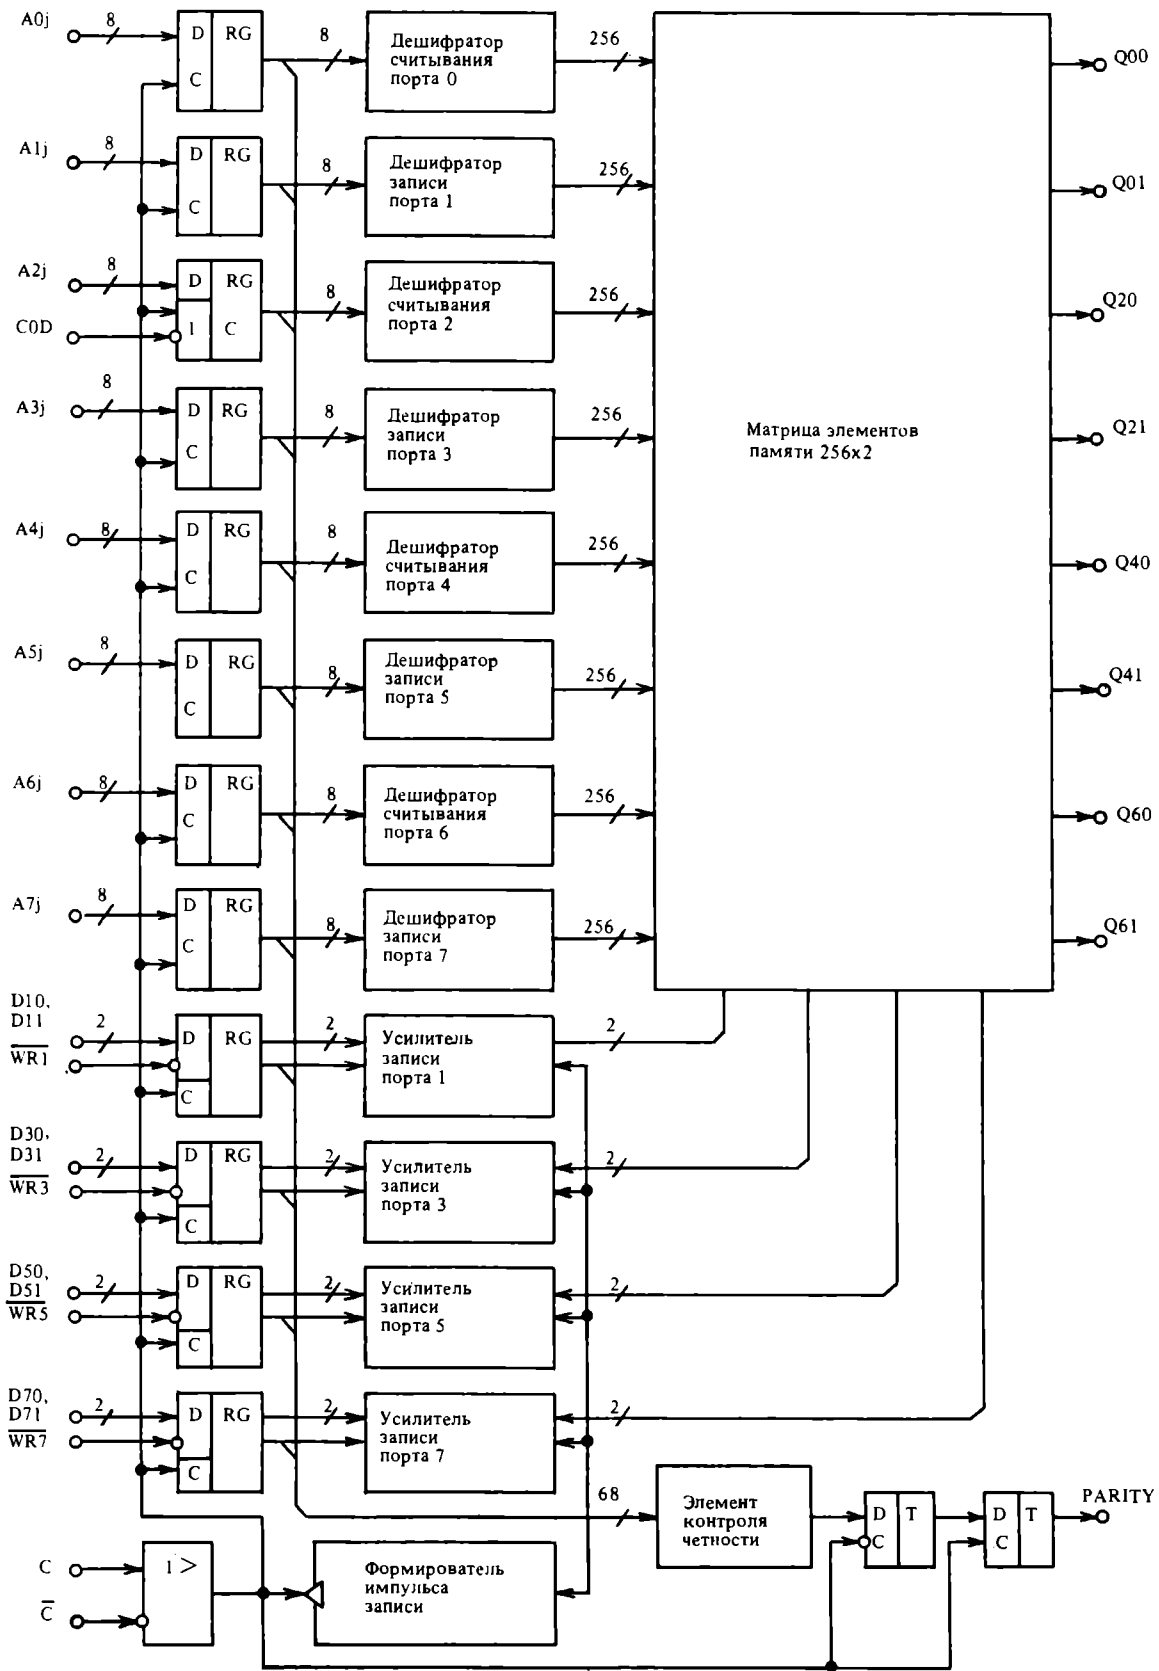 A0j 8 D RG 8 Дешифратор 256 Q00
C считывания
порта 0
A1j 8 D RG 8 Дешифратор 256 Q01
C записи
порта 1
A2j 8 D RG 8 Дешифратор 256 Q20
C0D 1 C считывания
порта 2
A3j 8 D RG 8 Дешифратор 256 Q21
C записи
порта 3
Матрица элементов
памяти 256х2
A4j 8 D RG 8 Дешифратор 256 Q40
C считывания
порта 4
A5j 8 D RG 8 Дешифратор 256 Q41
C записи
порта 5
A6j 8 D RG 8 Дешифратор 256 Q60
C считывания
порта 6
A7j 8 D RG 8 Дешифратор 256 Q61
C записи
порта 7
D10,
D11 2 D RG 2 Усилитель 2
WR1 C записи
порта 1
D30,
D31 2 D RG 2 Усилитель 2
WR3 C записи
порта 3
D50,
D51 2 D RG 2 Усилитель 2
WR5 C записи
порта 5
D70,
D71 2 D RG 2 Усилитель 2
WR7 C записи
порта 7
68 Элемент D T D T PARITY
контроля C C
четности
C 1 > Формирователь
C̅ импульса
записи